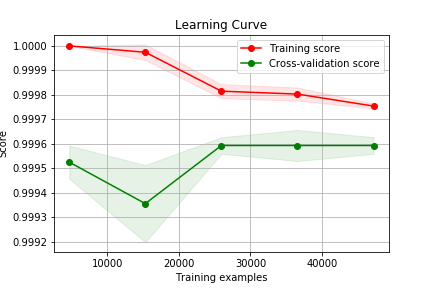 Learning Curve
Training score
Cross-validation score
1.0000
0.9999
0.9998
0.9997
0.9996
0.9995
0.9994
0.9993
0.9992
Score
10000 20000 30000 40000
Training examples